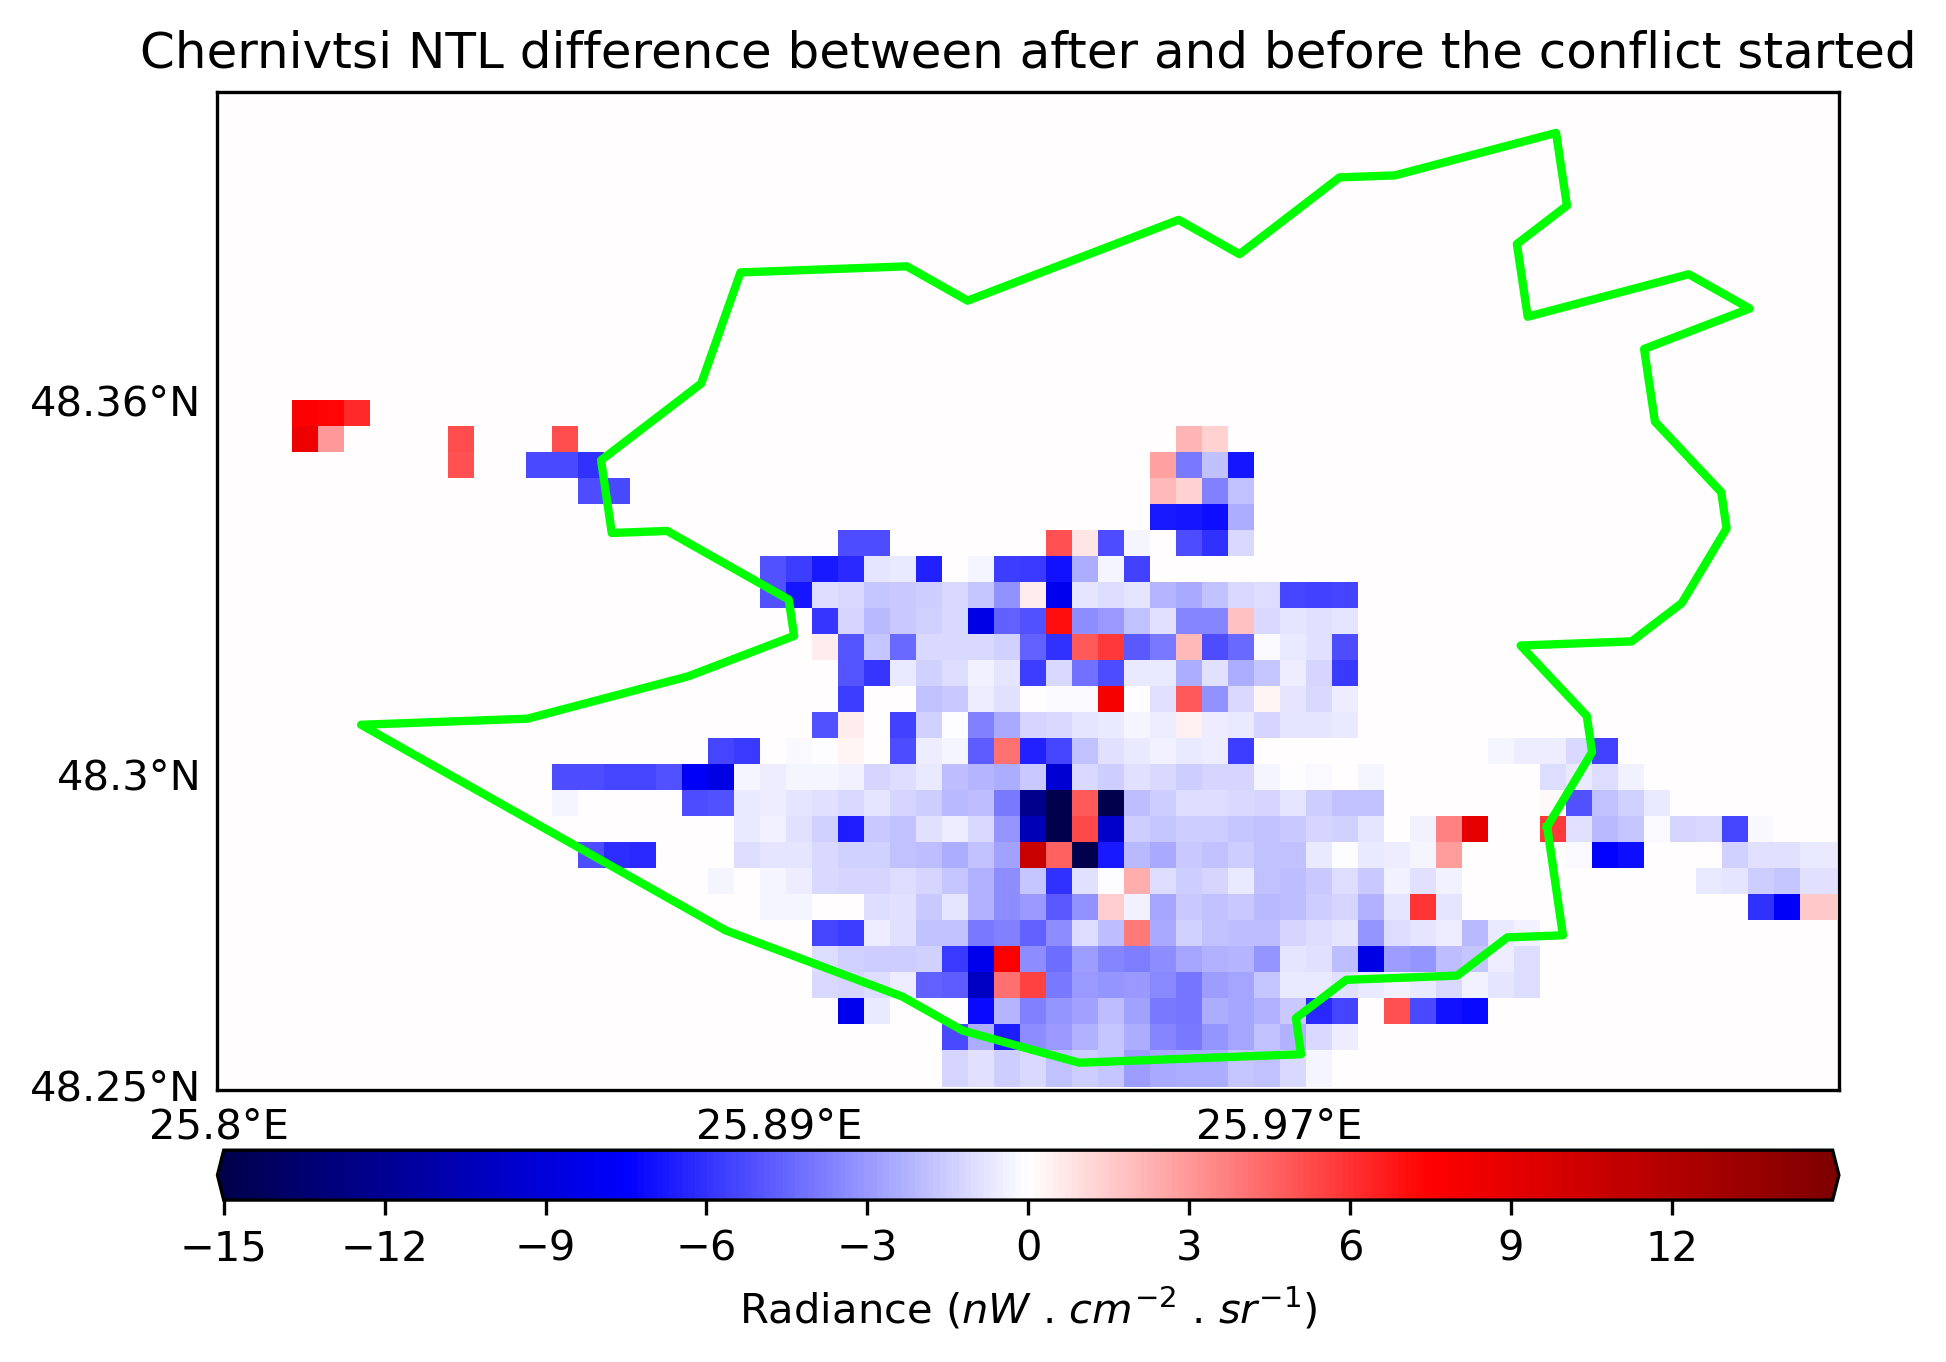 Chernivtsi NTL difference between after and before the conflict started
48.36°N
48.3°N
48.25°N
25.8°E 25.89°E 25.97°E
−15 −12 −9 −6 −3 0 3 6 9 12
Radiance (nW . cm⁻² . sr⁻¹)